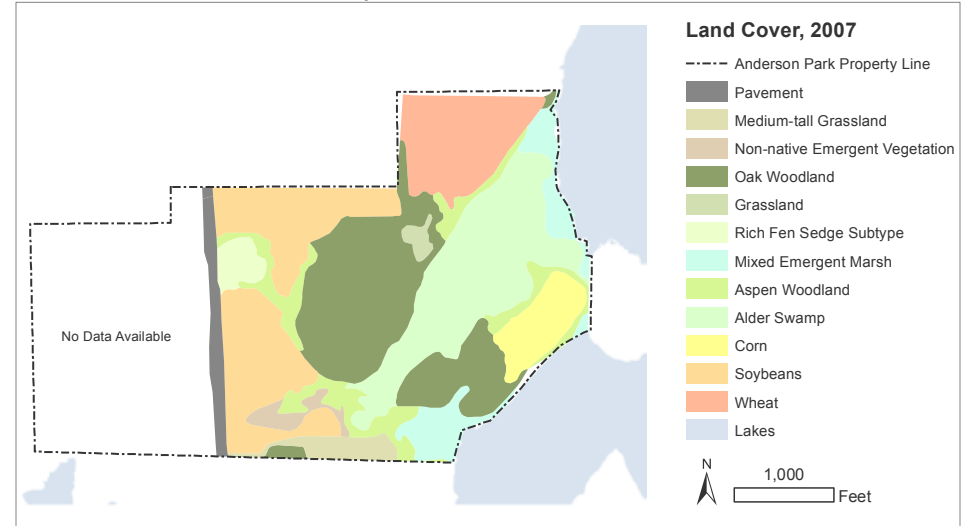 Land Cover, 2007
Anderson Park Property Line
Pavement
Medium-tall Grassland
Non-native Emergent Vegetation
Oak Woodland
Grassland
Rich Fen Sedge Subtype
Mixed Emergent Marsh
Aspen Woodland
Alder Swamp
Corn
Soybeans
Wheat
Lakes
No Data Available
N
1,000
Feet